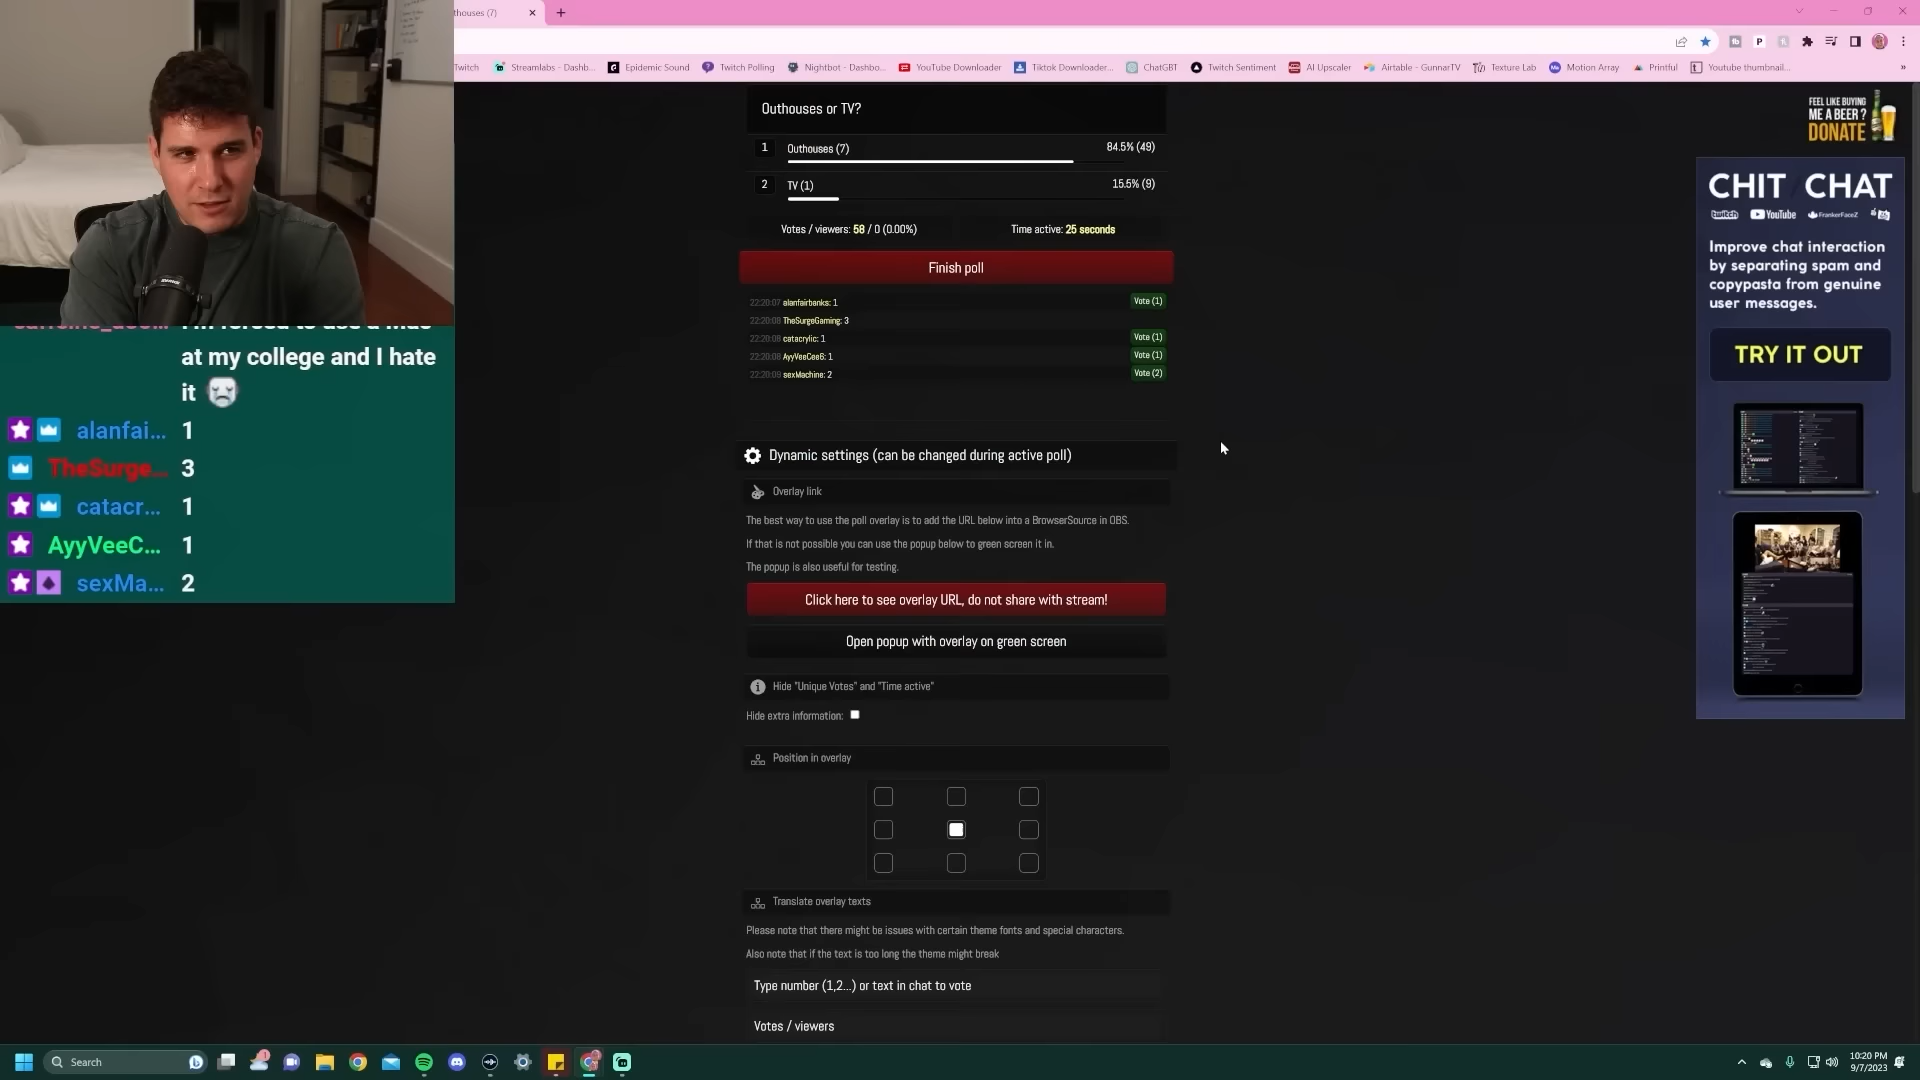 thouses (7)
Twitch
Streamlabs - Dashb...
Epidemic Sound
Twitch Polling
Nightbot - Dashbo...
YouTube Downloader
Tiktok Downloader...
ChatGBT
Twitch Sentiment
AI Upscaler
Airtable - GunnarTV
Texture Lab
Motion Array
Printful
Youtube thumbnail...
Outhouses or TV?
1 Outhouses (7) 84.5% (49)
2 TV (1) 15.5% (9)
Votes / viewers: 58 / 0 (0.00%) Time active: 25 seconds
Finish poll
22:20:07 alanfairbanks: 1 Vote (1)
22:20:08 TheSurgeGaming: 3
22:20:08 catacrylic: 1 Vote (1)
22:20:08 AyyVeeCee6: 1 Vote (1)
22:20:09 sexMachine: 2 Vote (2)
at my college and I hate
it
alanfai... 1
TheSurge... 3
catacr... 1
AyyVeeC... 1
sexMa... 2
Dynamic settings (can be changed during active poll)
Overlay link
The best way to use the poll overlay is to add the URL below into a BrowserSource in OBS.
If that is not possible you can use the popup below to green screen it in.
The popup is also useful for testing.
Click here to see overlay URL, do not share with stream!
Open popup with overlay on green screen
Hide "Unique Votes" and "Time active"
Hide extra information:
Position in overlay
Translate overlay texts
Please note that there might be issues with certain theme fonts and special characters.
Also note that if the text is too long the theme might break
Type number (1,2...) or text in chat to vote
Votes / viewers
FEEL LIKE BUYING
ME A BEER ?
DONATE
CHIT CHAT
twitch YouTube FrankerFaceZ
Improve chat interaction
by separating spam and
copypasta from genuine
user messages.
TRY IT OUT
Search
10:20 PM
9/7/2023